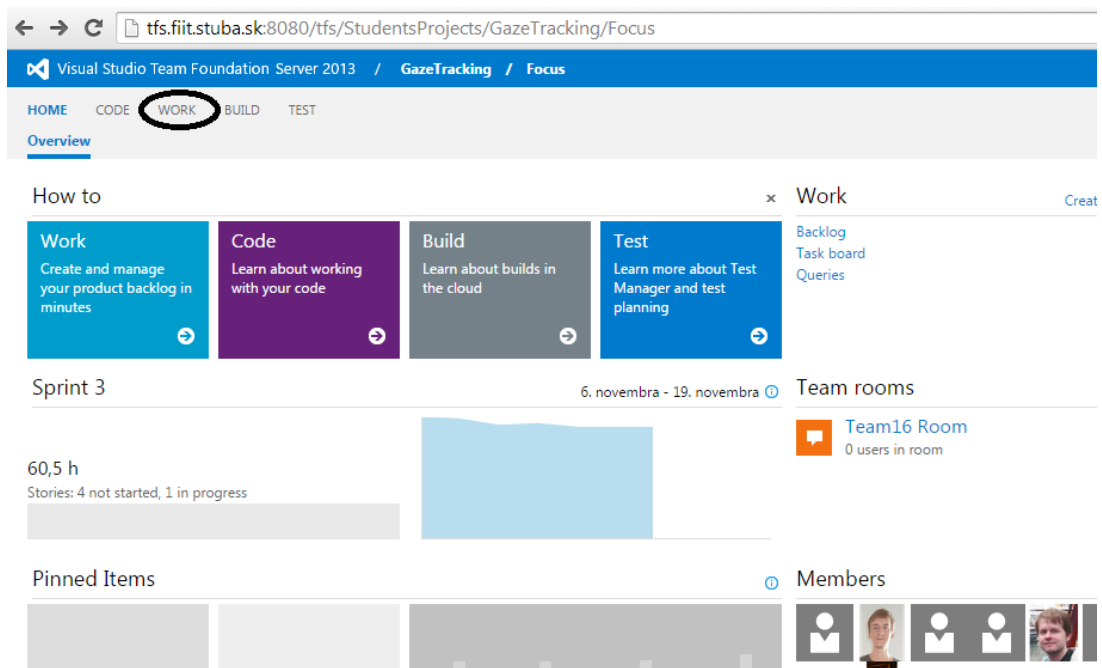 tfs.fiit.stuba.sk:8080/tfs/StudentsProjects/GazeTracking/Focus
Visual Studio Team Foundation Server 2013 / GazeTracking / Focus
HOME CODE WORK BUILD TEST
Overview
How to
Work
Create and manage
your product backlog in
minutes
Code
Learn about working
with your code
Build
Learn about builds in
the cloud
Test
Learn more about Test
Manager and test
planning
Work
Creat
Backlog
Task board
Queries
Sprint 3
6. novembra - 19. novembra
60,5 h
Stories: 4 not started, 1 in progress
Team rooms
Team16 Room
0 users in room
Pinned Items
Members